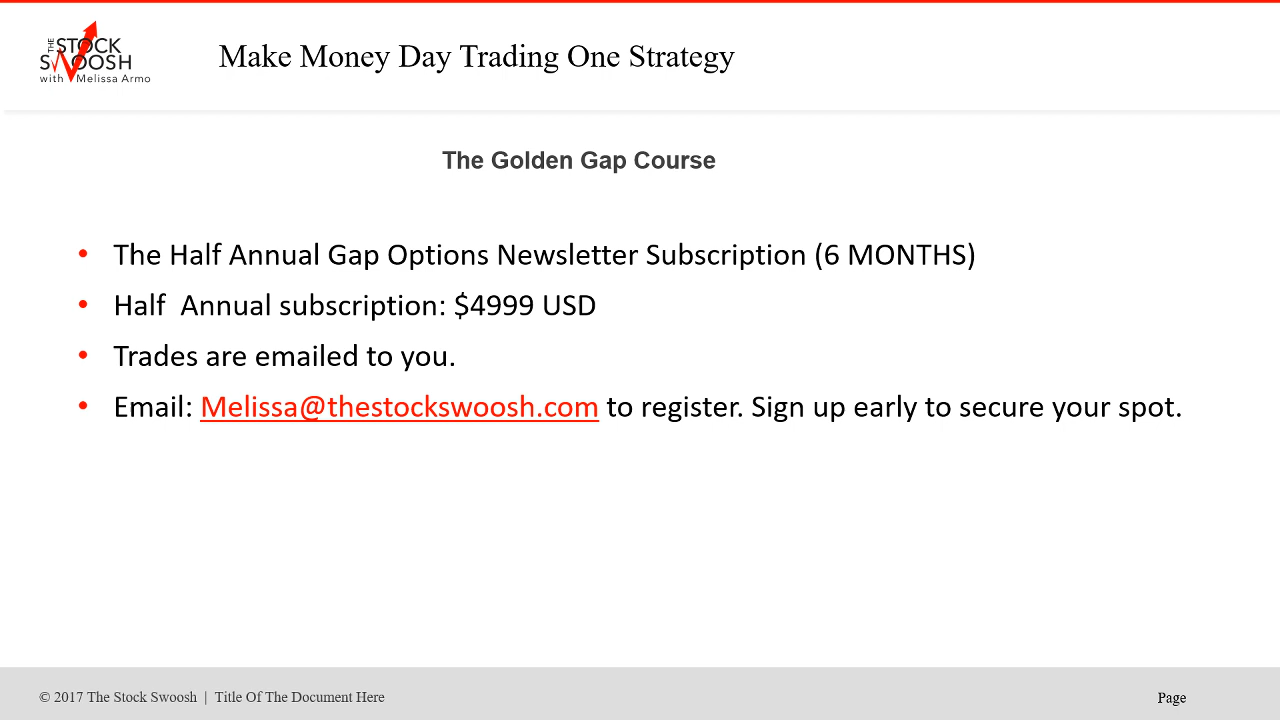 THE STOCK
SWOOSH
with Melissa Armo
Make Money Day Trading One Strategy
The Golden Gap Course
• The Half Annual Gap Options Newsletter Subscription (6 MONTHS)
• Half  Annual subscription: $4999 USD
• Trades are emailed to you.
• Email: Melissa@thestockswoosh.com to register. Sign up early to secure your spot.
© 2017 The Stock Swoosh | Title Of The Document Here
Page